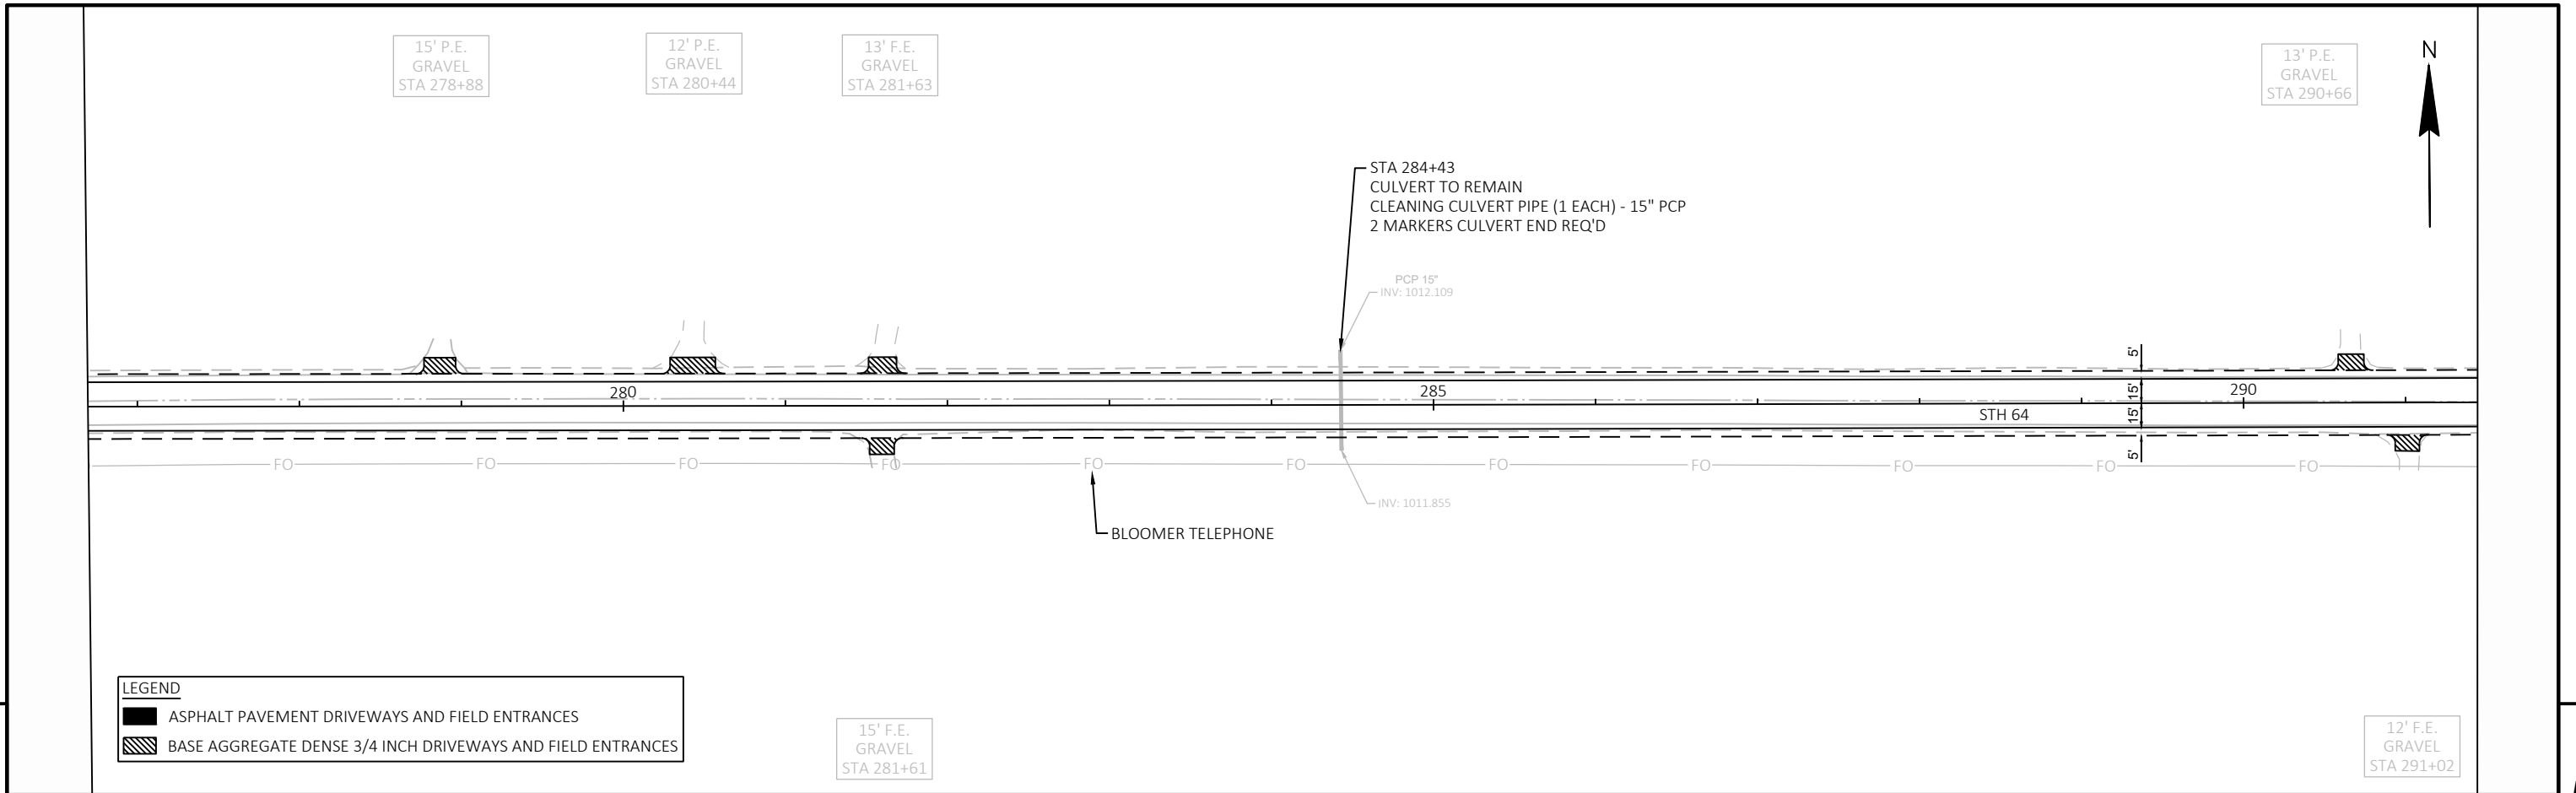 15' P.E.
GRAVEL
STA 278+88
12' P.E.
GRAVEL
STA 280+44
13' F.E.
GRAVEL
STA 281+63
13' P.E.
GRAVEL
STA 290+66
N
STA 284+43
CULVERT TO REMAIN
CLEANING CULVERT PIPE (1 EACH) - 15" PCP
2 MARKERS CULVERT END REQ'D
PCP 15"
INV: 1012.109
5'
280
285
15'
290
15'
STH 64
5'
FO
FO
FO
FO
FO
FO
FO
FO
FO
FO
FO
INV: 1011.855
BLOOMER TELEPHONE
LEGEND
ASPHALT PAVEMENT DRIVEWAYS AND FIELD ENTRANCES
BASE AGGREGATE DENSE 3/4 INCH DRIVEWAYS AND FIELD ENTRANCES
15' F.E.
GRAVEL
STA 281+61
12' F.E.
GRAVEL
STA 291+02